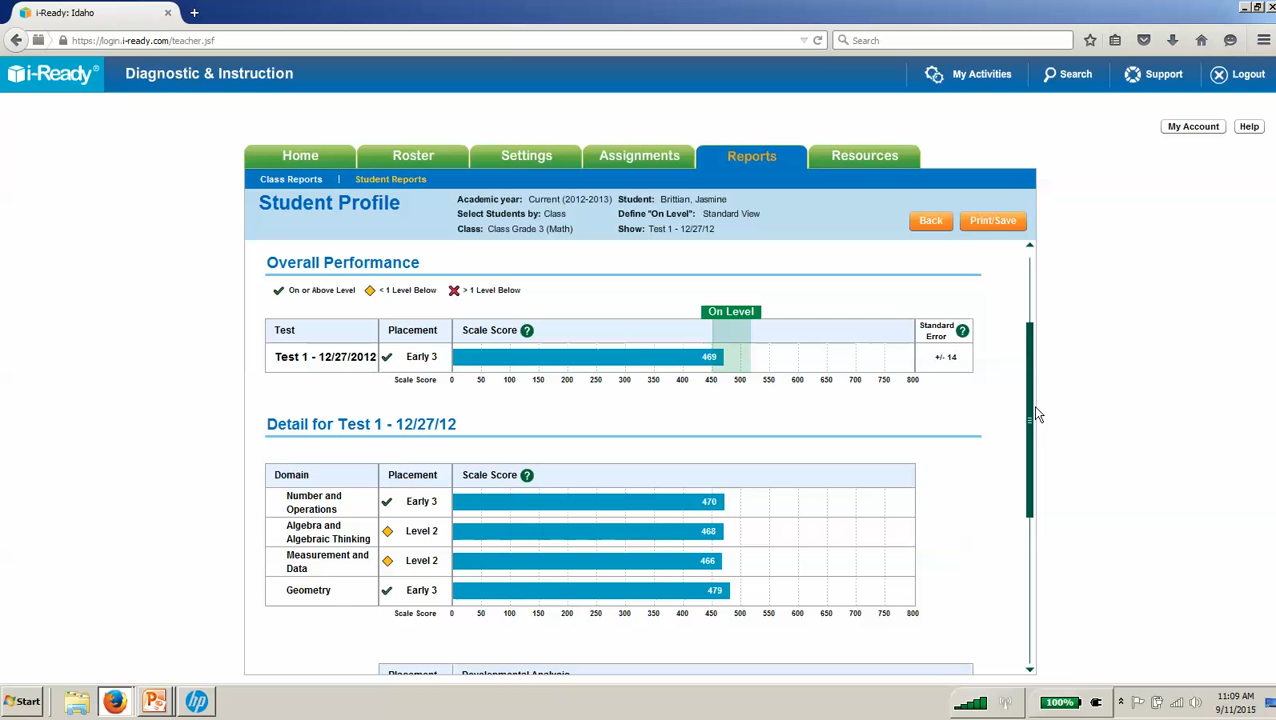 i-Ready: Idaho
https://login.i-ready.com/teacher.jsf
Search
i-Ready® Diagnostic & Instruction
My Activities Search Support Logout
My Account Help
Home Roster Settings Assignments Reports Resources
Class Reports | Student Reports
Student Profile
Academic year: Current (2012-2013) Student: Brittian, Jasmine
Select Students by: Class Define "On Level": Standard View
Class: Class Grade 3 (Math) Show: Test 1 - 12/27/12
Back Print/Save
Overall Performance
On or Above Level < 1 Level Below > 1 Level Below
On Level
Test Placement Scale Score ? Standard Error ?
Test 1 - 12/27/2012 Early 3 469 +/- 14
Scale Score 0 50 100 150 200 250 300 350 400 450 500 550 600 650 700 750 800
Detail for Test 1 - 12/27/12
Domain Placement Scale Score ?
Number and Operations Early 3 470
Algebra and Algebraic Thinking Level 2 468
Measurement and Data Level 2 466
Geometry Early 3 479
Scale Score 0 50 100 150 200 250 300 350 400 450 500 550 600 650 700 750 800
Placement Developmental Analysis
Start
100%
11:09 AM
9/11/2015